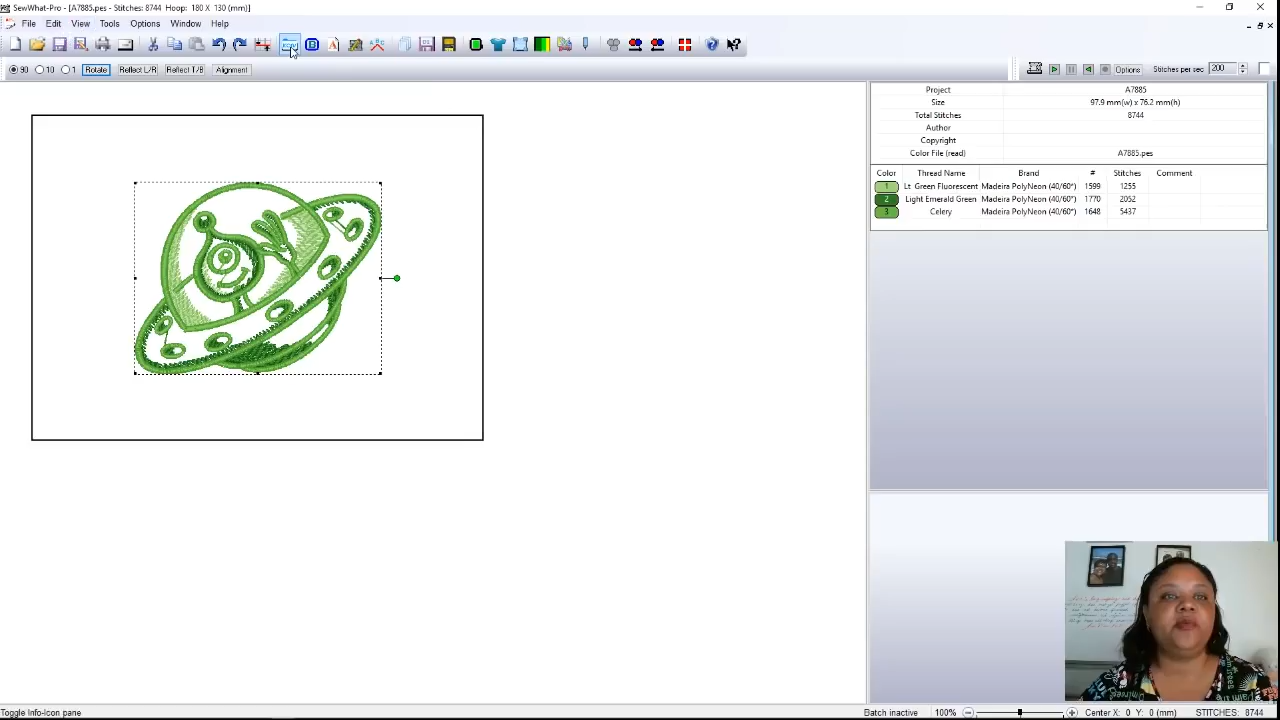 SewWhat-Pro - [A7885.pes - Stitches: 8744 Hoop: 180 X 130 (mm)]
File Edit View Tools Options Window Help
90 10 1 Rotate Reflect L/R Reflect T/B Alignment Options Stitches per sec 200
Project A7885
Size 97.9 mm(w) x 76.2 mm(h)
Total Stitches 8744
Author
Copyright
Color File (read) A7885.pes
Color Thread Name Brand # Stitches Comment
1 Lt Green Fluorescent Madeira PolyNeon (40/60*) 1599 1255
2 Light Emerald Green Madeira PolyNeon (40/60*) 1770 2052
3 Celery Madeira PolyNeon (40/60*) 1648 5437
Toggle Info-Icon pane Batch inactive 100% Center X: 0 Y: 0 (mm) STITCHES: 8744